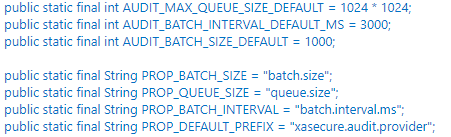 public static final int AUDIT_MAX_QUEUE_SIZE_DEFAULT = 1024 * 1024;
public static final int AUDIT_BATCH_INTERVAL_DEFAULT_MS = 3000;
public static final int AUDIT_BATCH_SIZE_DEFAULT = 1000;
public static final String PROP_BATCH_SIZE = "batch.size";
public static final String PROP_QUEUE_SIZE = "queue.size";
public static final String PROP_BATCH_INTERVAL = "batch.interval.ms";
public static final String PROP_DEFAULT_PREFIX = "xasecure.audit.provider";